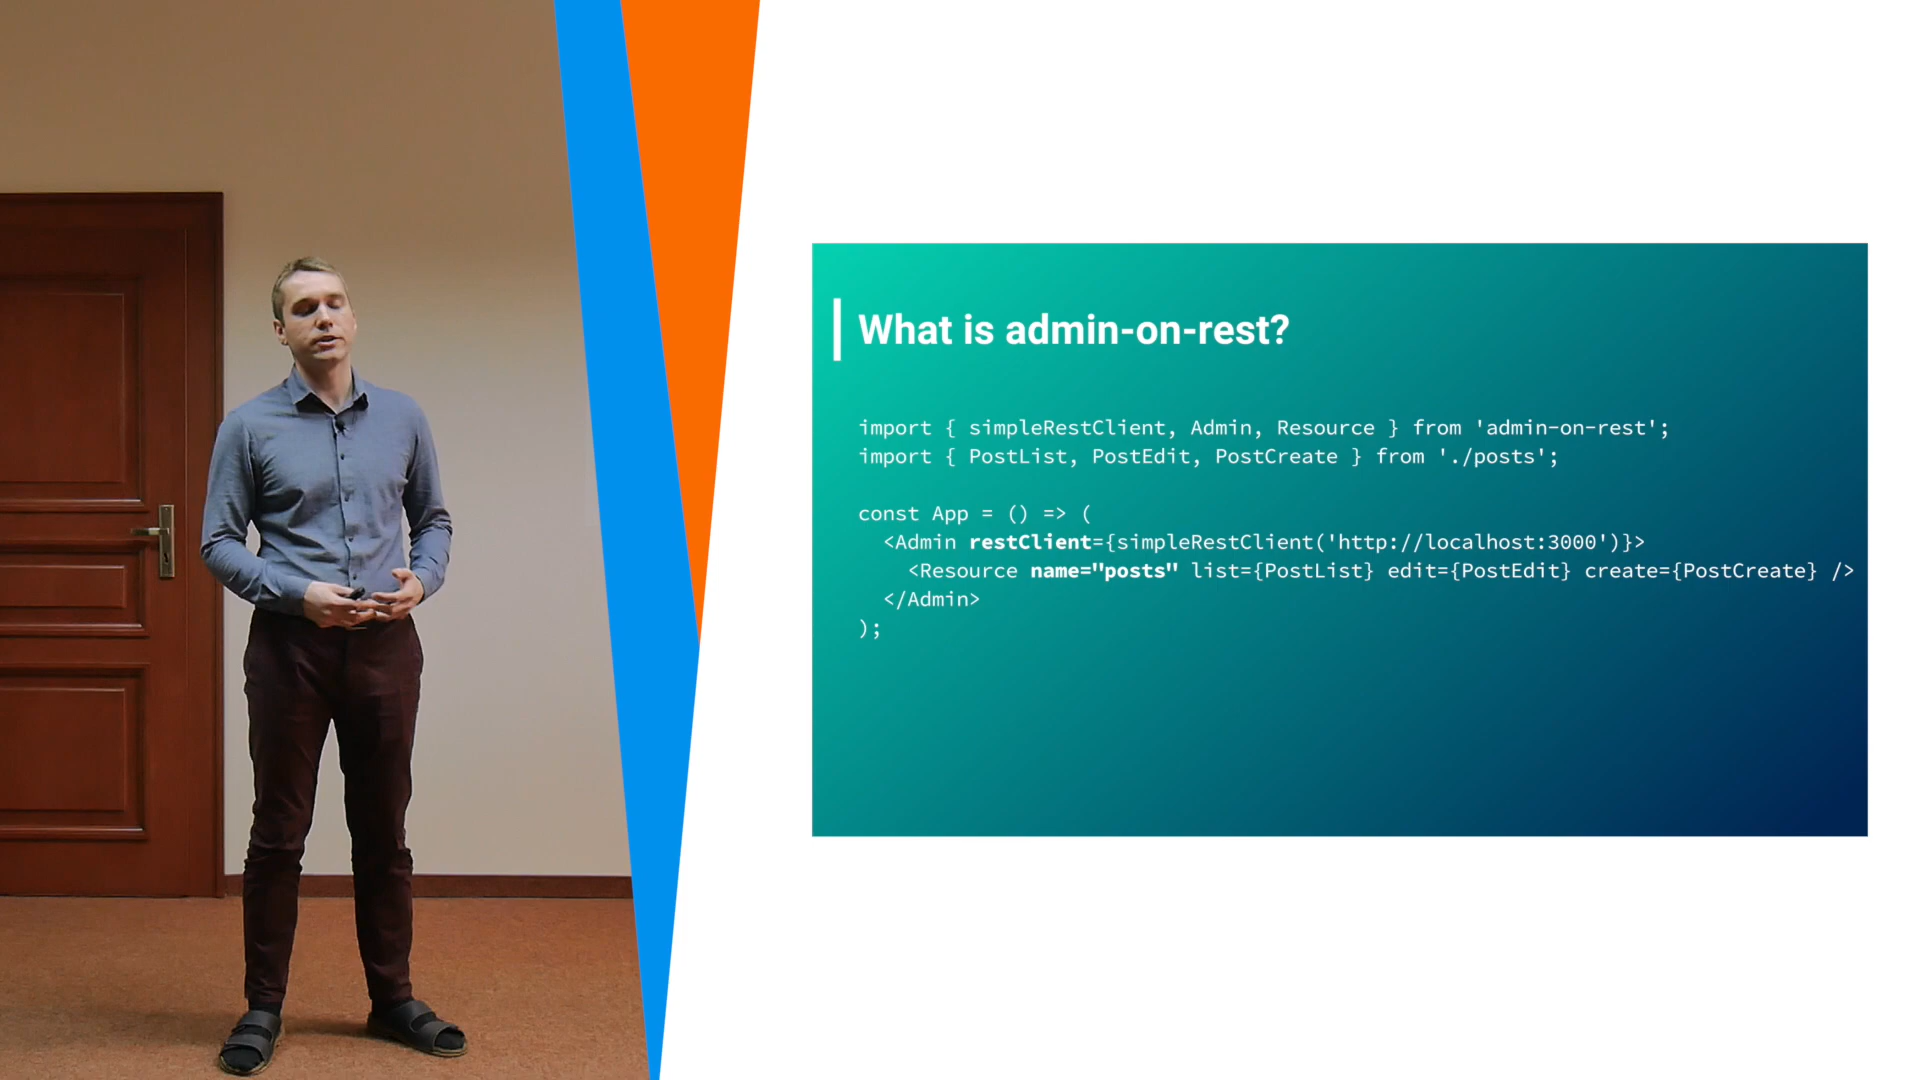 What is admin-on-rest?
import { simpleRestClient, Admin, Resource } from 'admin-on-rest';
import { PostList, PostEdit, PostCreate } from './posts';
const App = () => (
<Admin restClient={simpleRestClient('http://localhost:3000')}>
<Resource name="posts" list={PostList} edit={PostEdit} create={PostCreate} />
</Admin>
);